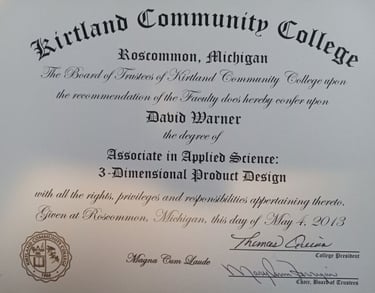 Kirtland Community College
Roscommon, Michigan
The Board of Trustees of Kirtland Community College upon
the recommendation of the Faculty does hereby confer upon
David Warner
the degree of
Associate in Applied Science:
3-Dimensional Product Design
with all the rights, privileges and responsibilities appertaining thereto.
Given at Roscommon, Michigan, this day of May 4, 2013
Thomas
College President
Magna Cum Laude
Mary Ann
Chair, Board of Trustees